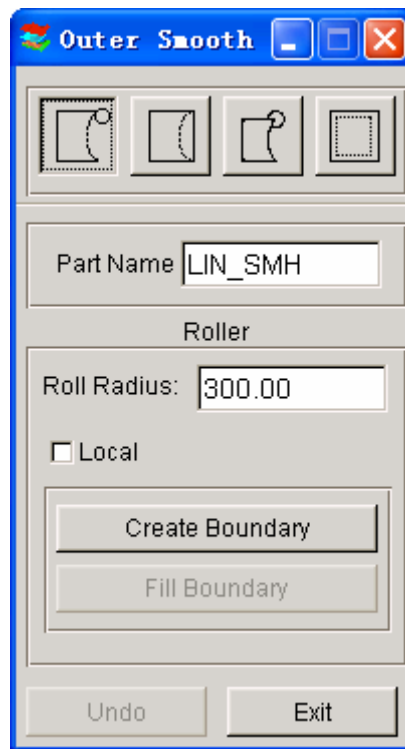 Outer Smooth
Part Name LIN_SMH
Roller
Roll Radius: 300.00
Local
Create Boundary
Fill Boundary
Undo Exit